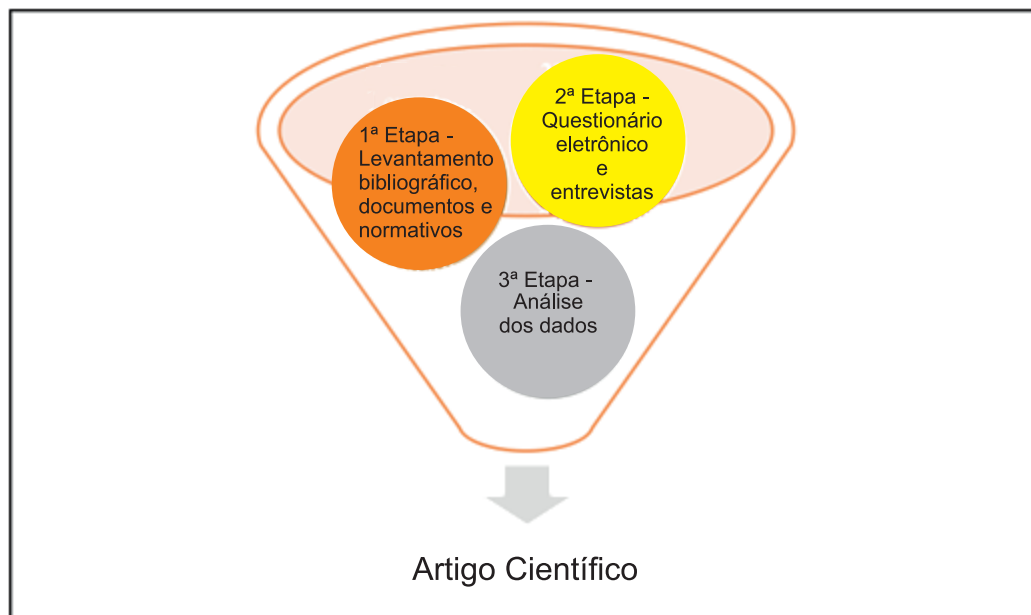 1ª Etapa -
Levantamento
bibliográfico,
documentos e
normativos
2ª Etapa -
Questionário
eletrônico
e
entrevistas
3ª Etapa -
Análise
dos dados
Artigo Científico